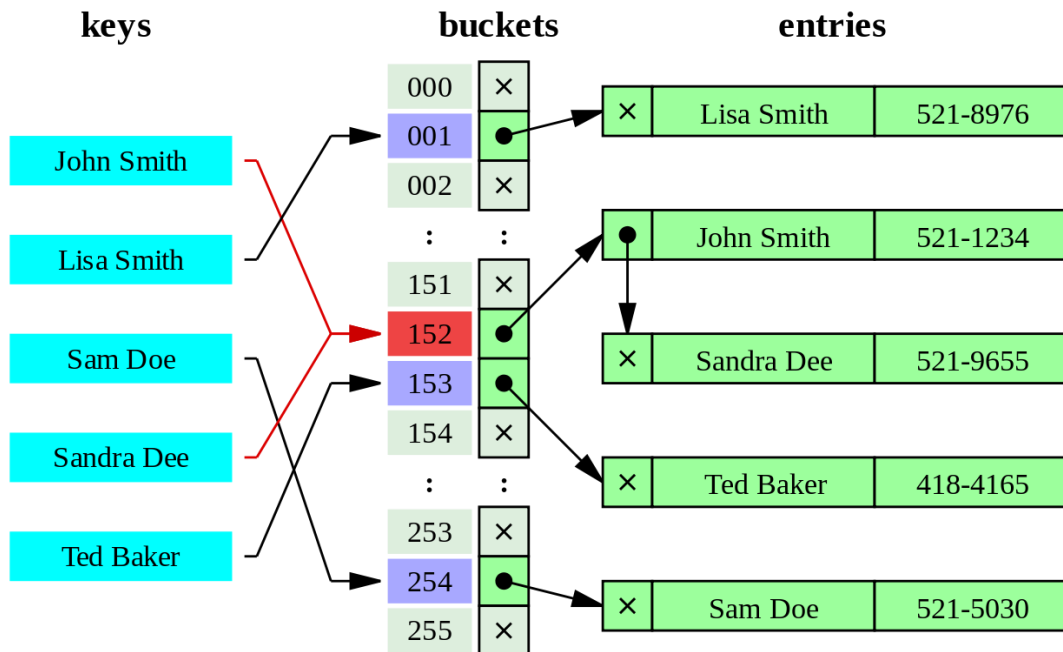 keys
buckets
entries
John Smith
Lisa Smith
Sam Doe
Sandra Dee
Ted Baker
000 ×
001
002 ×
: :
151 ×
152
153
154 ×
: :
253 ×
254
255 ×
× Lisa Smith 521-8976
John Smith 521-1234
× Sandra Dee 521-9655
× Ted Baker 418-4165
× Sam Doe 521-5030